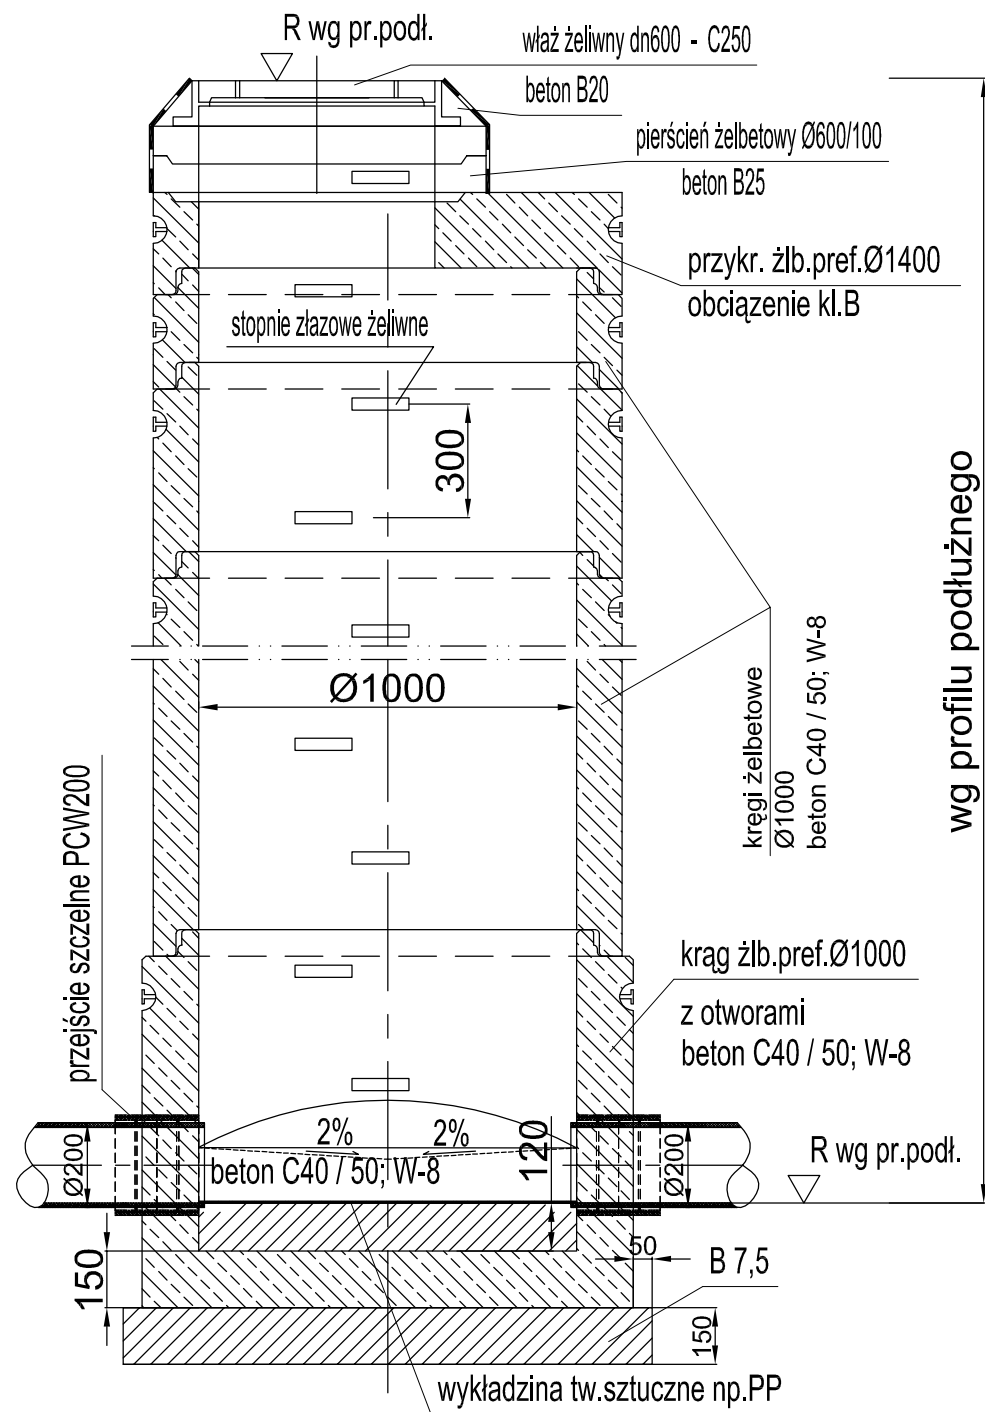 R wg pr.podł.
właz żeliwny dn600 - C250
beton B20
pierścień żelbetowy Ø600/100
beton B25
przykr. żlb.pref.Ø1400
obciązenie kl.B
stopnie złazowe żeliwne
300
wg profilu podłużnego
Ø1000
kręgi żelbetowe
Ø1000
beton C40 / 50; W-8
przejście szczelne PCW200
krąg żlb.pref.Ø1000
z otworami
beton C40 / 50; W-8
2%
2%
120
beton C40 / 50; W-8
Ø200
Ø200
R wg pr.podł.
150
50
B 7,5
150
wykładzina tw.sztuczne np.PP